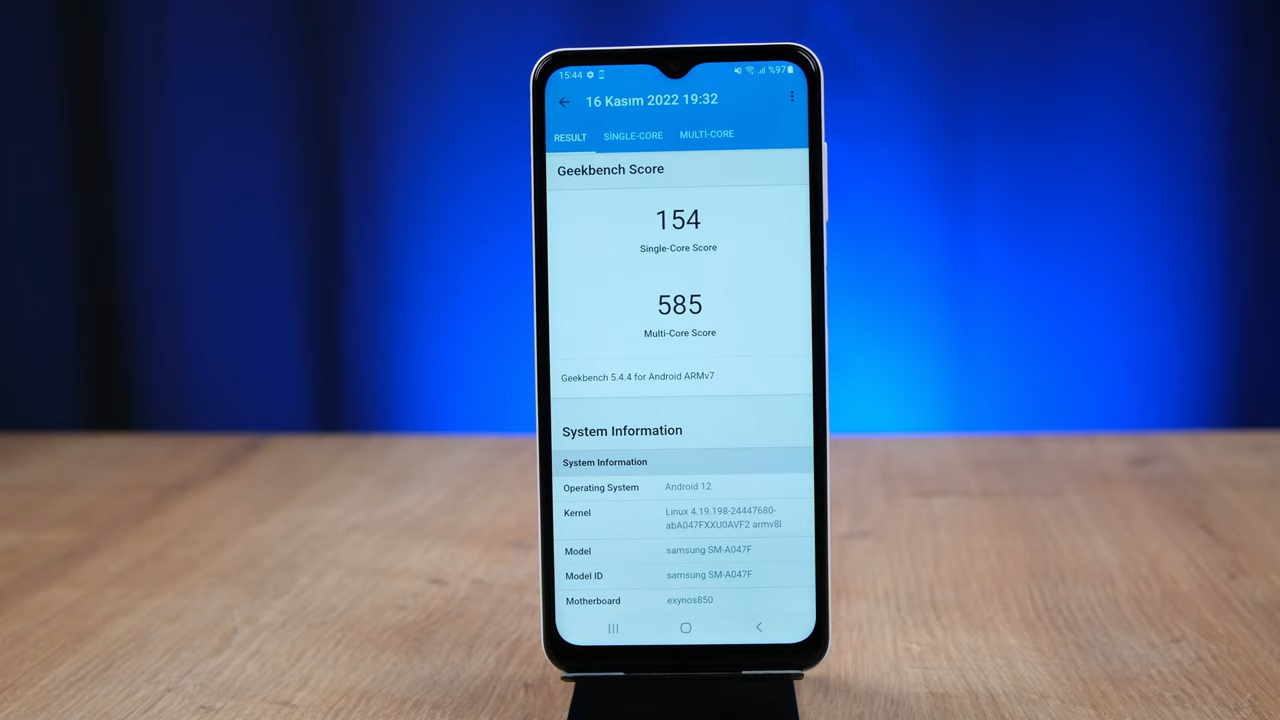 15:44 %97
16 Kasım 2022 19:32
RESULT SİNGLE-CORE MULTİ-CORE
Geekbench Score
154
Single-Core Score
585
Multi-Core Score
Geekbench 5.4.4 for Android ARMv7
System Information
System Information
Operating System Android 12
Kernel Linux 4.19.198-24447680-
abA047FXXU0AVF2 armv8l
Model samsung SM-A047F
Model ID samsung SM-A047F
Motherboard exynos850